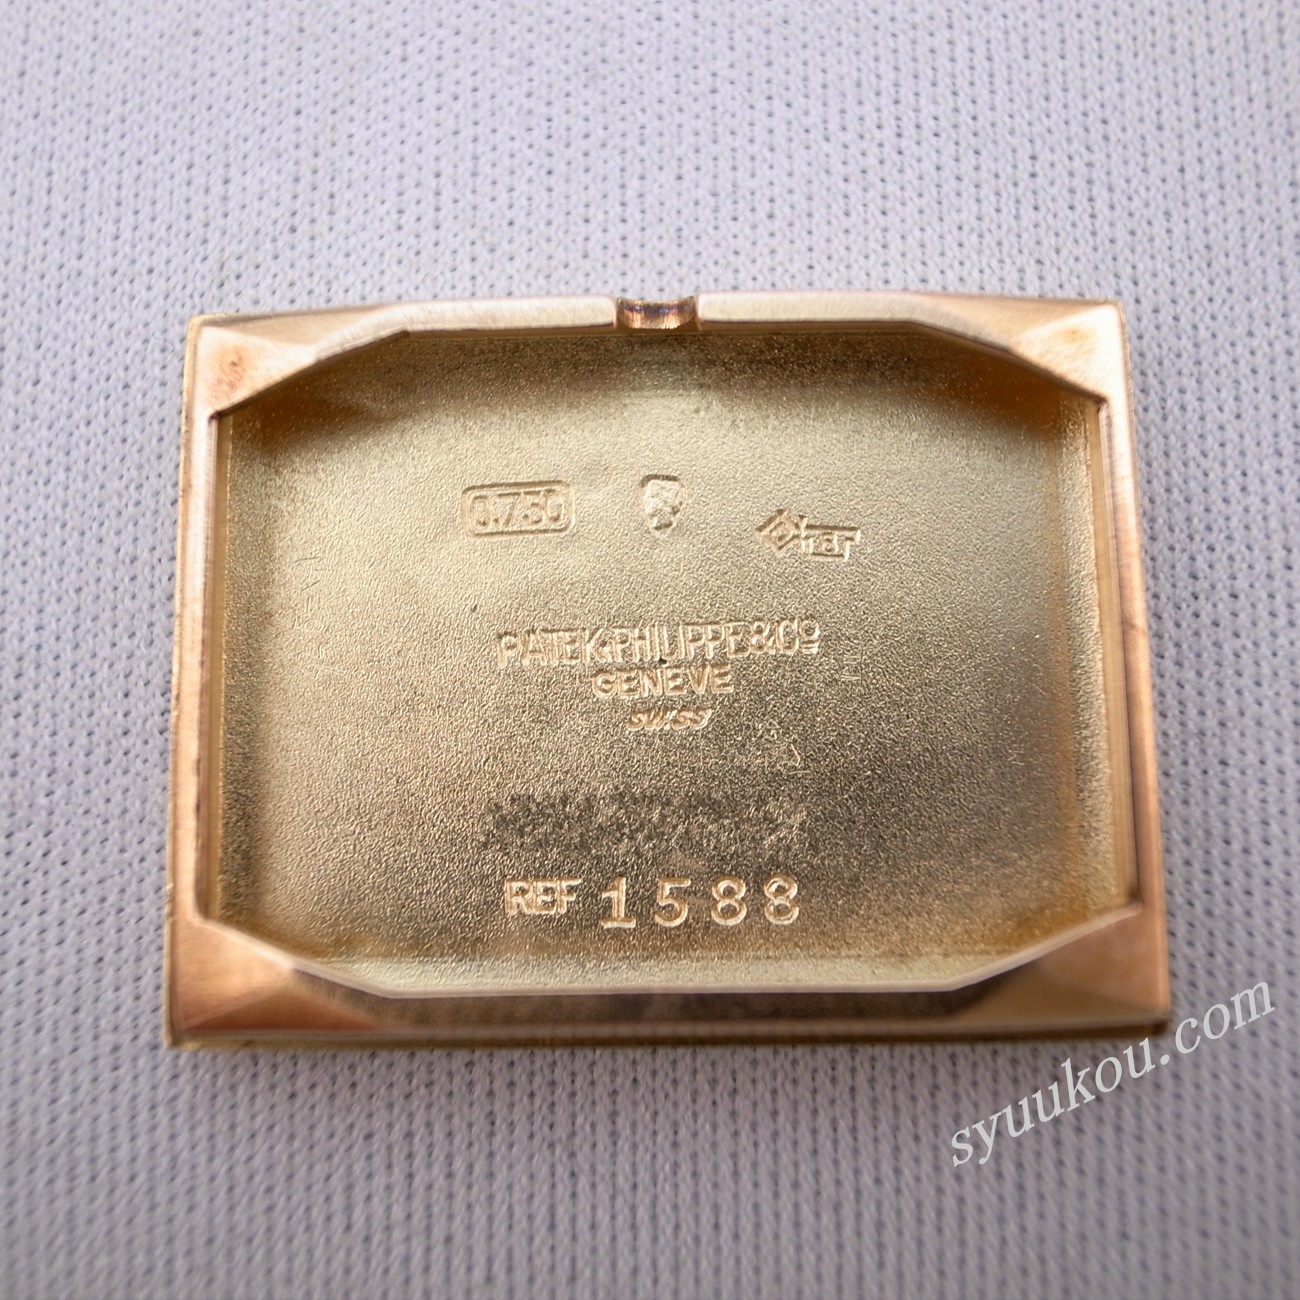 0.750
PATEK·PHILIPPE & Cº
GENEVE
SWISS
REF 1588
syuukou.com